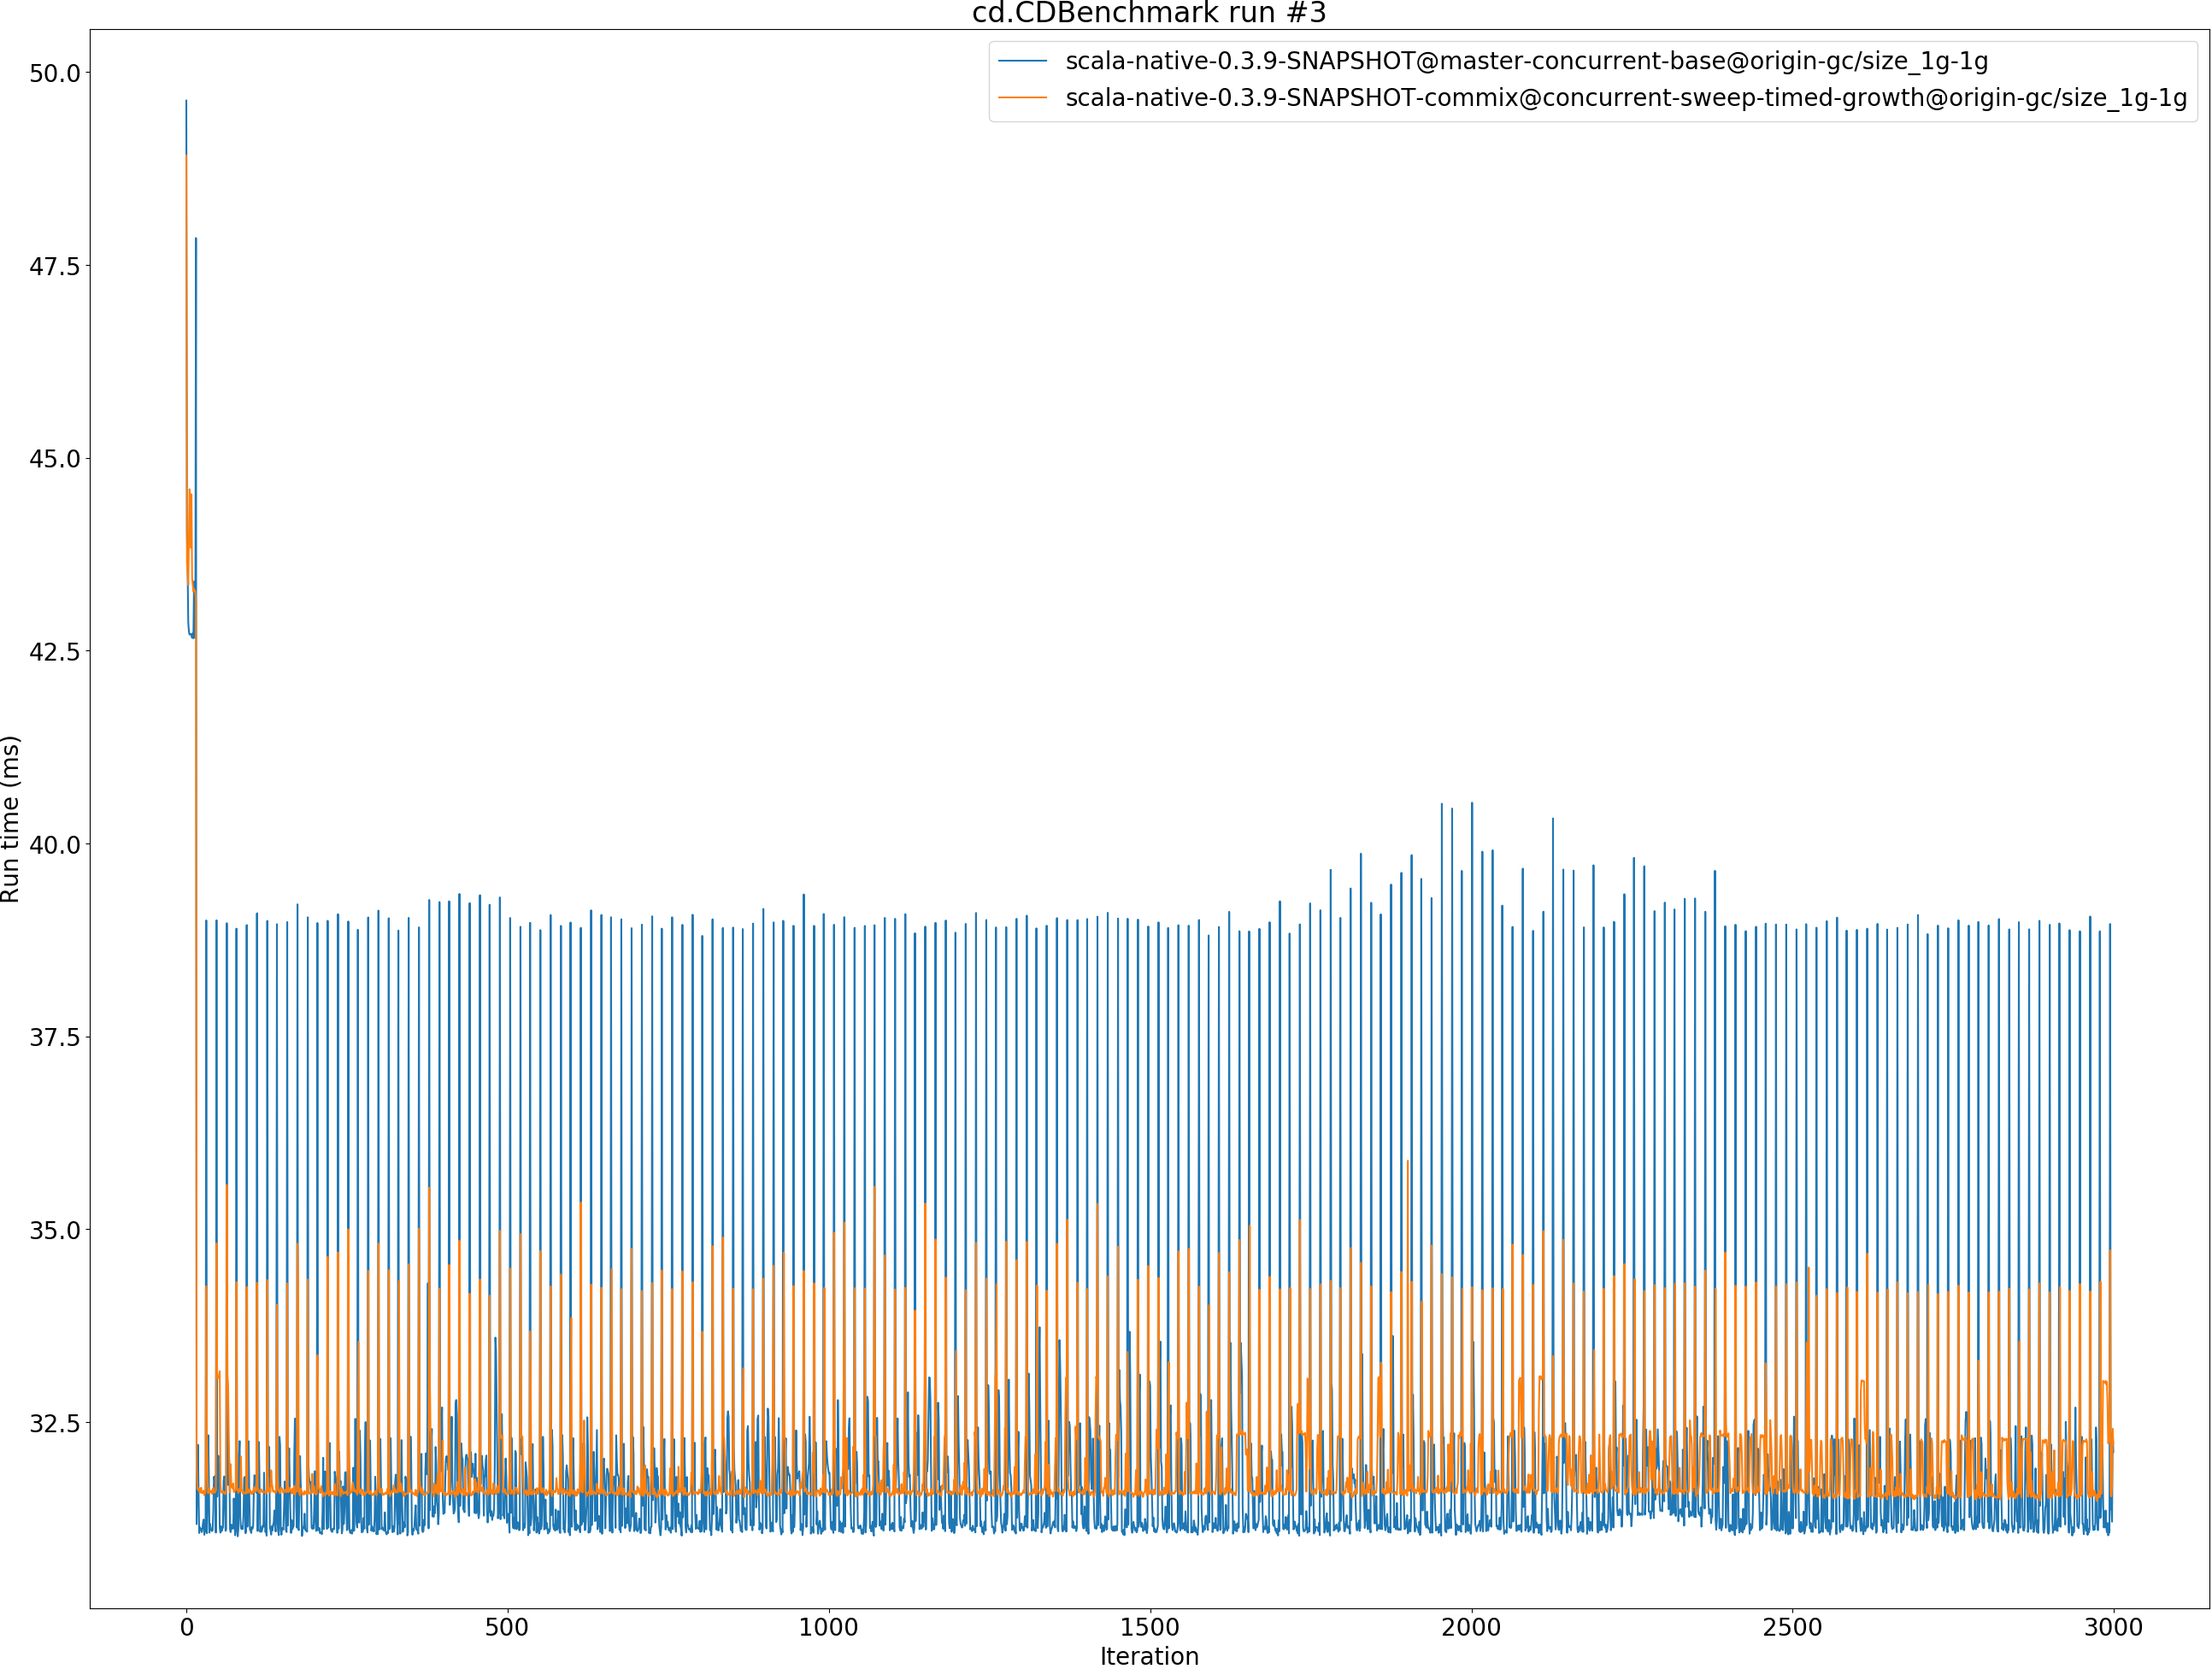 cd.CDBenchmark run #3
scala-native-0.3.9-SNAPSHOT@master-concurrent-base@origin-gc/size_1g-1g
scala-native-0.3.9-SNAPSHOT-commix@concurrent-sweep-timed-growth@origin-gc/size_1g-1g
50.0
47.5
45.0
42.5
40.0
37.5
35.0
32.5
Run time (ms)
0 500 1000 1500 2000 2500 3000
Iteration